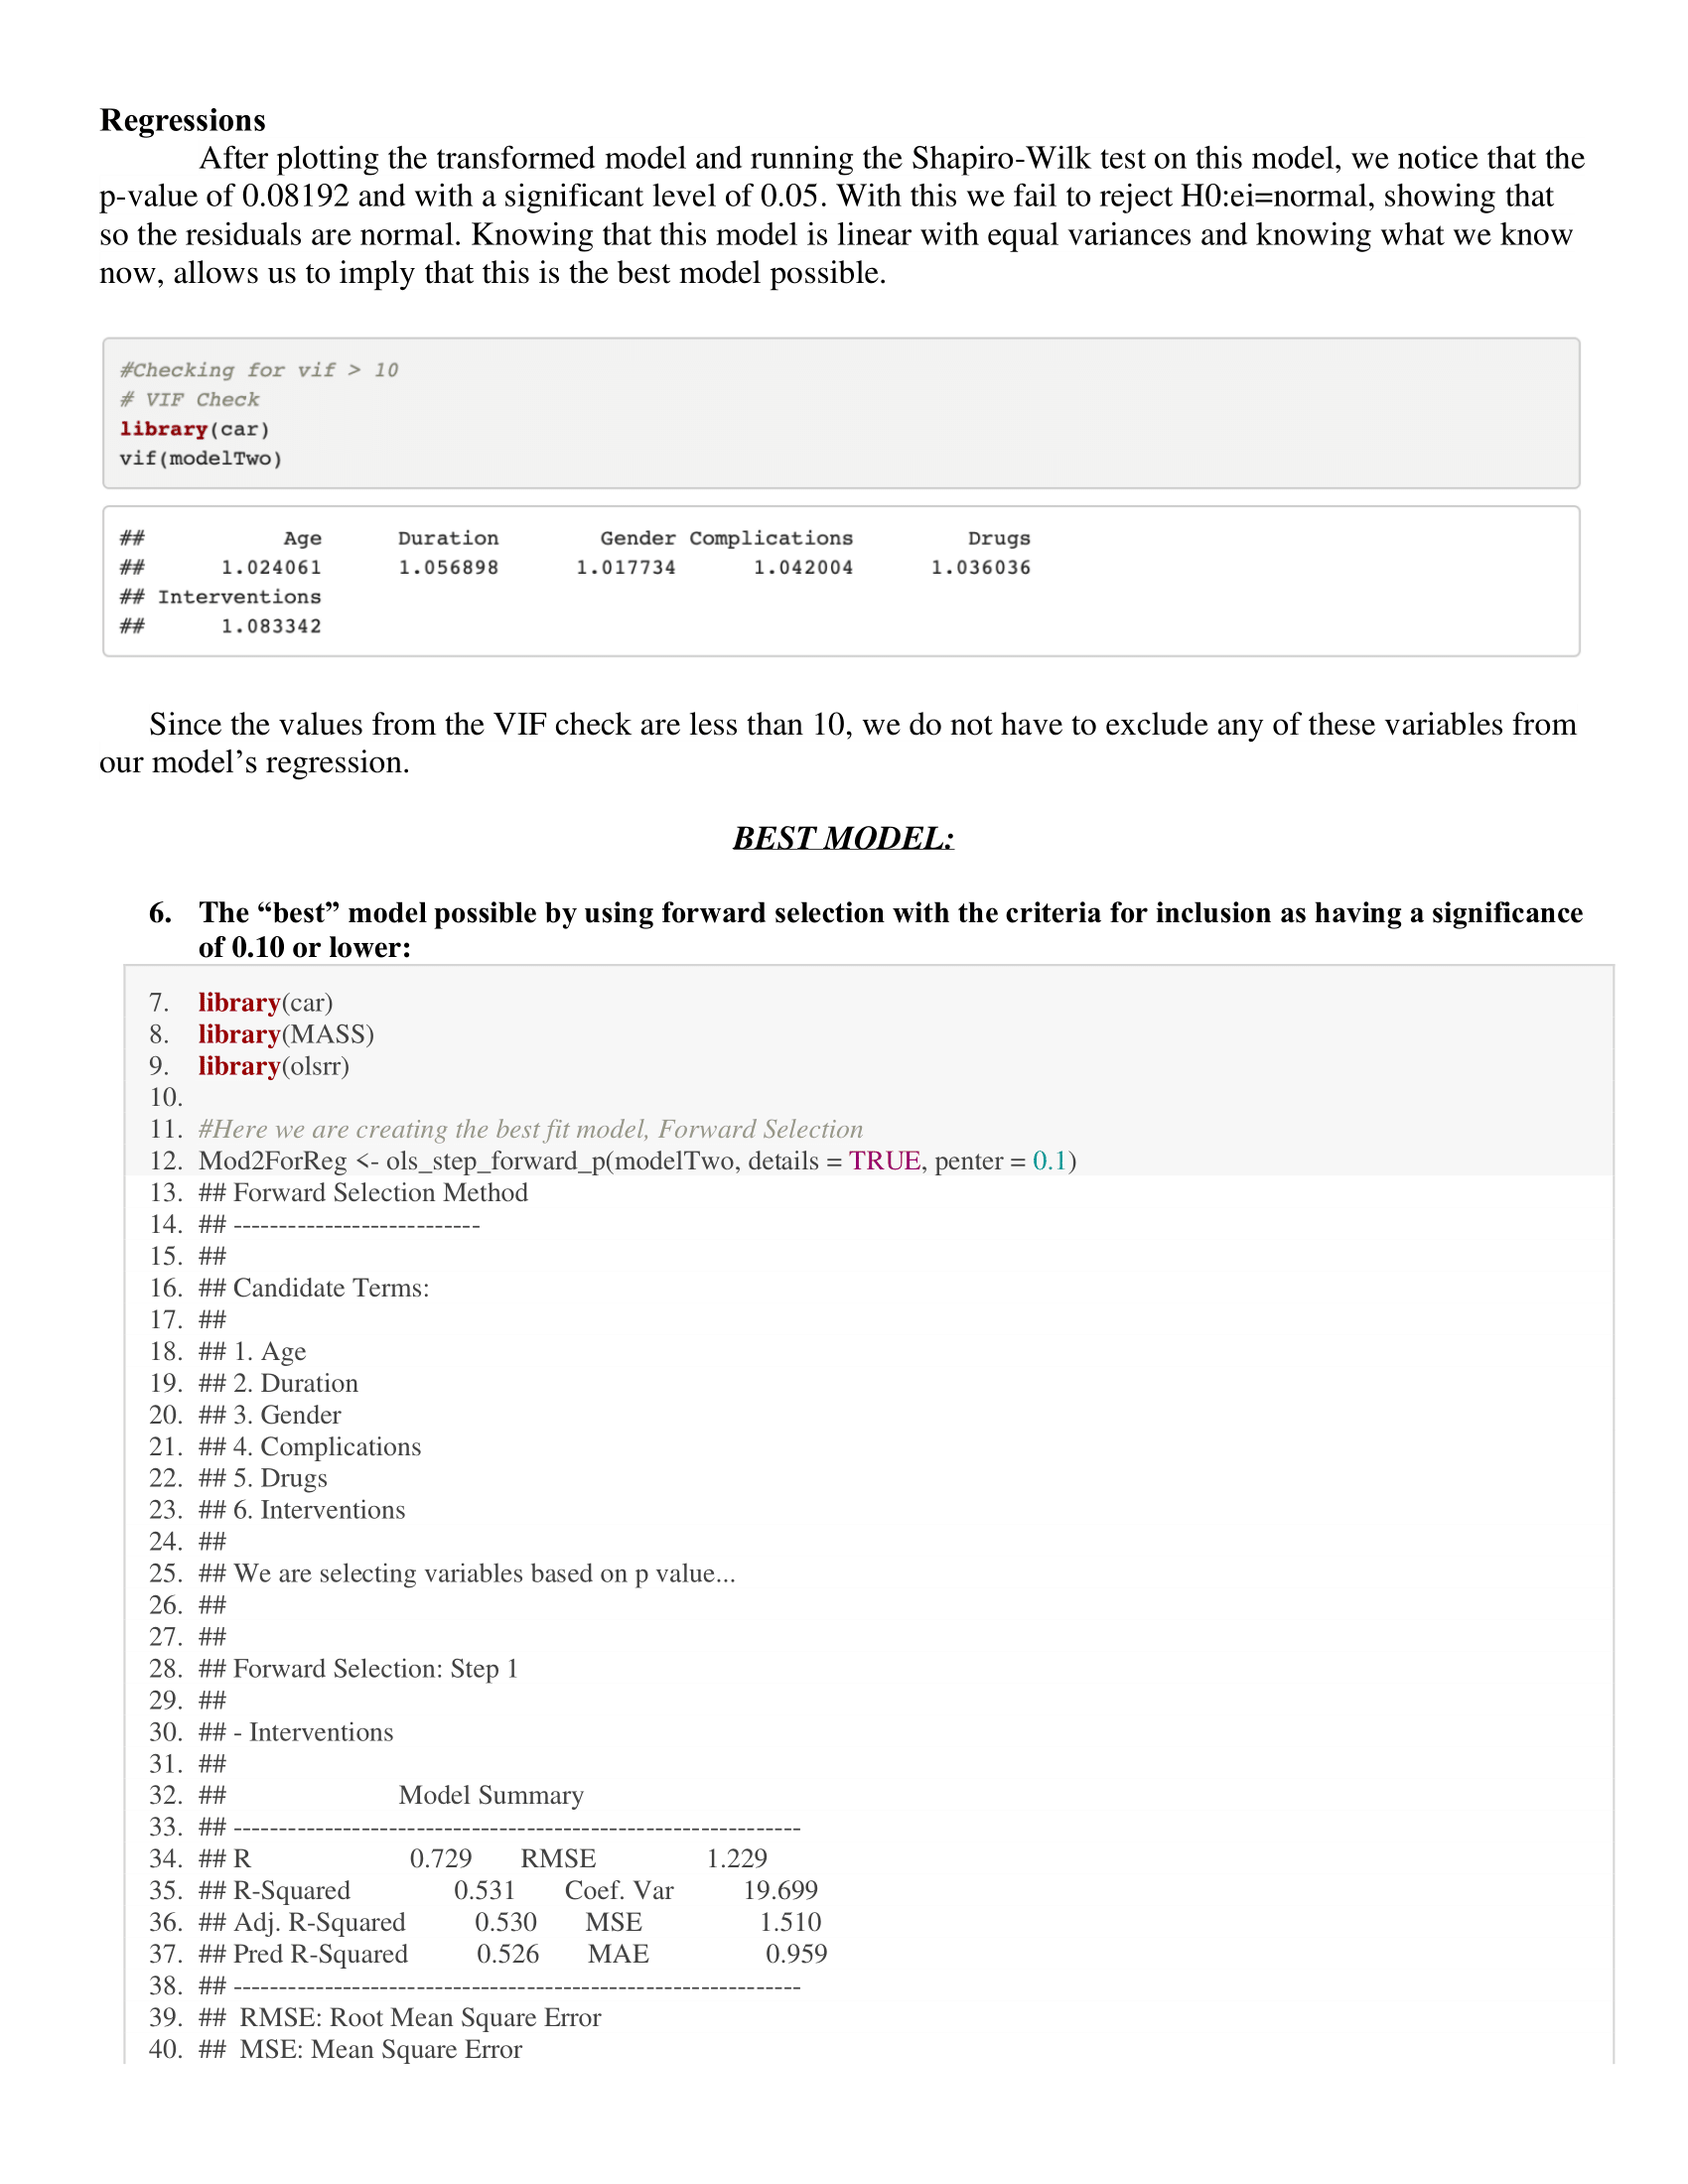 Regressions
After plotting the transformed model and running the Shapiro-Wilk test on this model, we notice that the
p-value of 0.08192 and with a significant level of 0.05. With this we fail to reject H0:ei=normal, showing that
so the residuals are normal. Knowing that this model is linear with equal variances and knowing what we know
now, allows us to imply that this is the best model possible.
#Checking for vif > 10
# VIF Check
library(car)
vif(modelTwo)
## Age Duration Gender Complications Drugs
## 1.024061 1.056898 1.017734 1.042004 1.036036
## Interventions
## 1.083342
Since the values from the VIF check are less than 10, we do not have to exclude any of these variables from
our model’s regression.
BEST MODEL:
6. The “best” model possible by using forward selection with the criteria for inclusion as having a significance
of 0.10 or lower:
7. library(car)
8. library(MASS)
9. library(olsrr)
10.
11. #Here we are creating the best fit model, Forward Selection
12. Mod2ForReg <- ols_step_forward_p(modelTwo, details = TRUE, penter = 0.1)
13. ## Forward Selection Method
14. ## ---------------------------
15. ##
16. ## Candidate Terms:
17. ##
18. ## 1. Age
19. ## 2. Duration
20. ## 3. Gender
21. ## 4. Complications
22. ## 5. Drugs
23. ## 6. Interventions
24. ##
25. ## We are selecting variables based on p value...
26. ##
27. ##
28. ## Forward Selection: Step 1
29. ##
30. ## - Interventions
31. ##
32. ## Model Summary
33. ## --------------------------------------------------------------
34. ## R 0.729 RMSE 1.229
35. ## R-Squared 0.531 Coef. Var 19.699
36. ## Adj. R-Squared 0.530 MSE 1.510
37. ## Pred R-Squared 0.526 MAE 0.959
38. ## --------------------------------------------------------------
39. ## RMSE: Root Mean Square Error
40. ## MSE: Mean Square Error